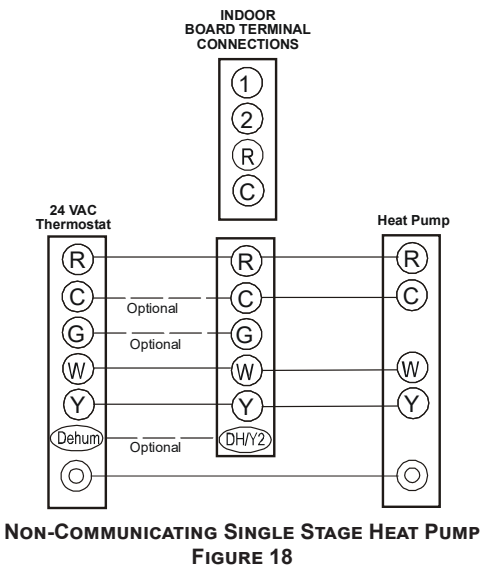 INDOOR
BOARD TERMINAL
CONNECTIONS
1
2
R
C
24 VAC
Thermostat
Heat Pump
R R R
C Optional C C
G Optional G
W W W
Y Y Y
Dehum Optional DH/Y2
O O
NON-COMMUNICATING SINGLE STAGE HEAT PUMP
FIGURE 18